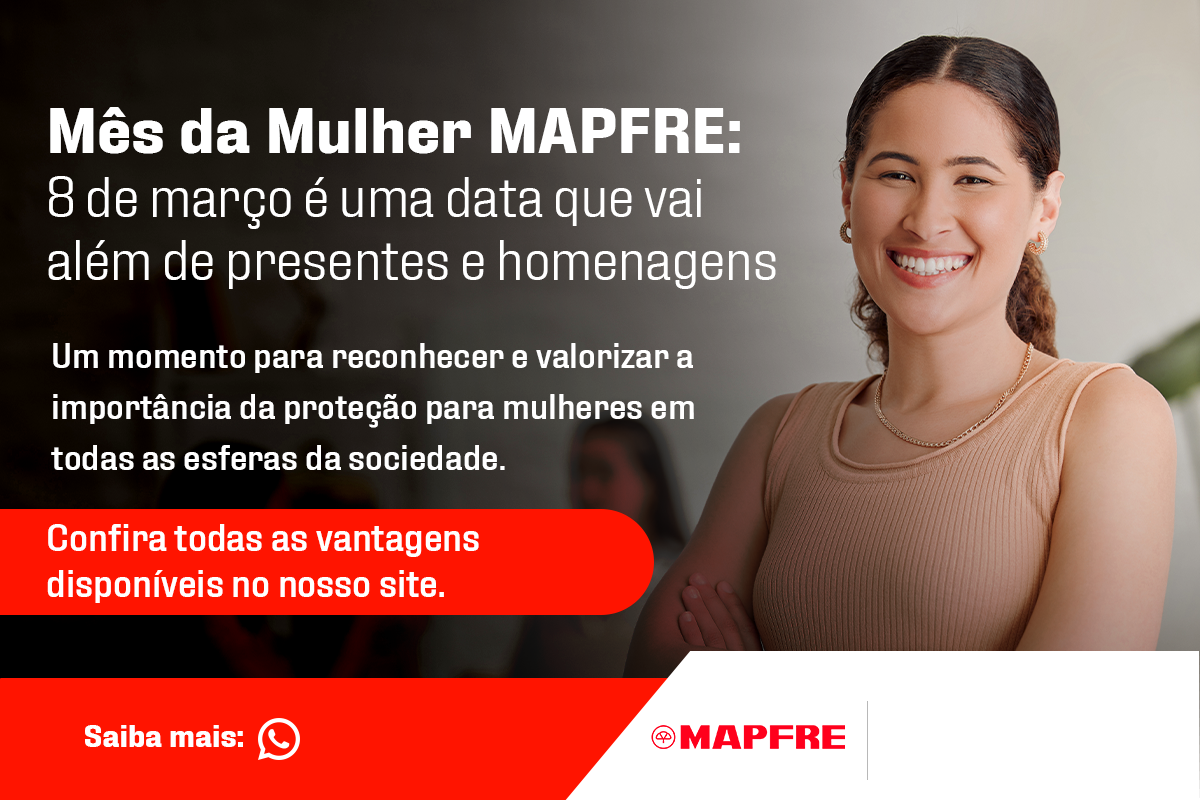 Mês da Mulher MAPFRE:
8 de março é uma data que vai
além de presentes e homenagens
Um momento para reconhecer e valorizar a
importância da proteção para mulheres em
todas as esferas da sociedade.
Confira todas as vantagens
disponíveis no nosso site.
Saiba mais:
MAPFRE